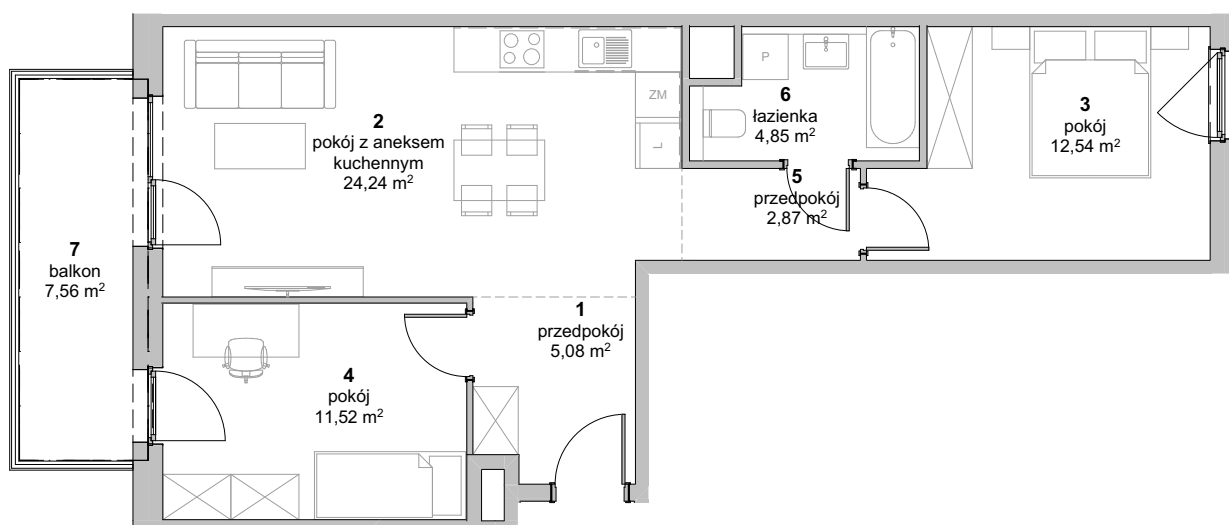 2
pokój z aneksem
kuchennym
24,24 m²
ZM
L
P
6
łazienka
4,85 m²
3
pokój
12,54 m²
5
przedpokój
2,87 m²
7
balkon
7,56 m²
1
przedpokój
5,08 m²
4
pokój
11,52 m²